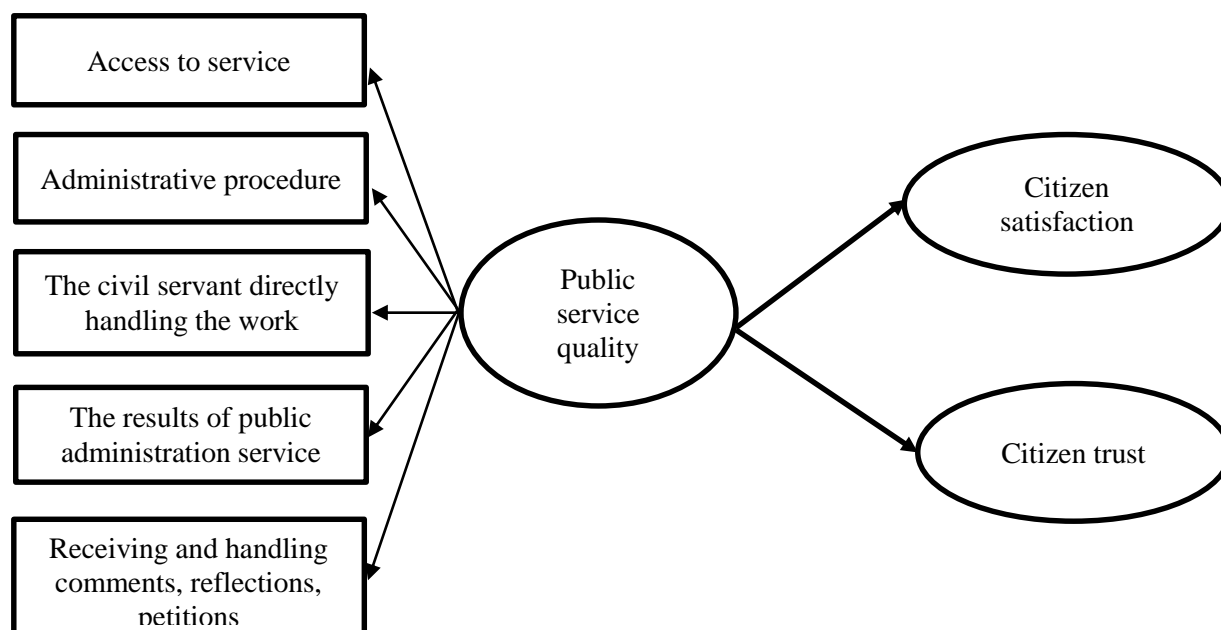 Access to service
Administrative procedure
The civil servant directly
handling the work
The results of public
administration service
Receiving and handling
comments, reflections,
petitions
Public
service
quality
Citizen
satisfaction
Citizen trust